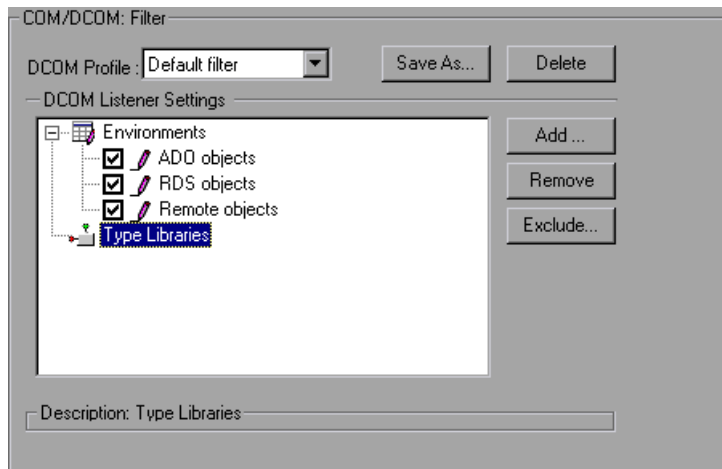 COM/DCOM: Filter
DCOM Profile : Default filter Save As... Delete
DCOM Listener Settings
Environments Add ...
ADO objects
RDS objects Remove
Remote objects
Type Libraries Exclude...
Description: Type Libraries